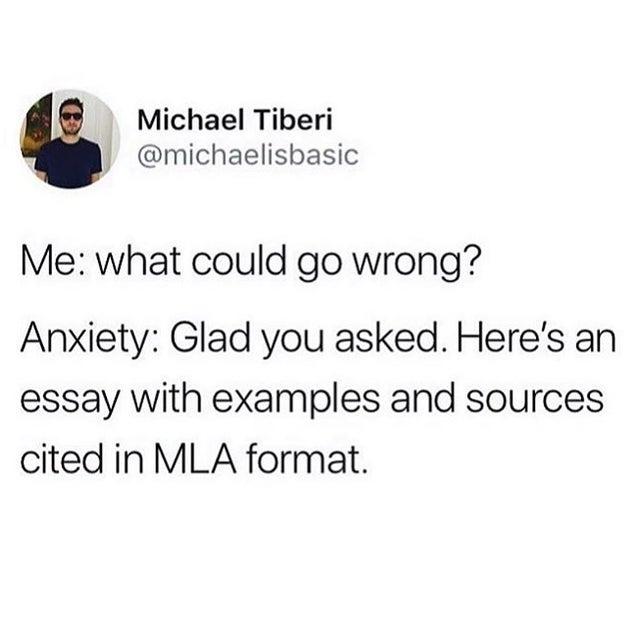 Michael Tiberi
@michaelisbasic
Me: what could go wrong?
Anxiety: Glad you asked. Here’s an
essay with examples and sources
cited in MLA format.